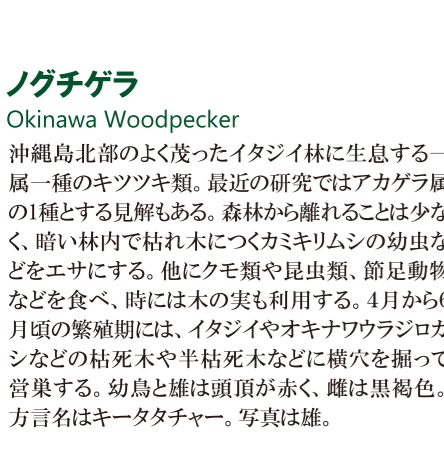 ノグチゲラ
Okinawa Woodpecker
沖縄島北部のよく茂ったイタジイ林に生息する一
属一種のキツツキ類。最近の研究ではアカゲラ属
の1種とする見解もある。森林から離れることは少な
く、暗い林内で枯れ木につくカミキリムシの幼虫な
どをエサにする。他にクモ類や昆虫類、節足動物
などを食べ、時には木の実も利用する。4月から6
月頃の繁殖期には、イタジイやオキナワウラジロガ
シなどの枯死木や半枯死木などに横穴を掘って
営巣する。幼鳥と雄は頭頂が赤く、雌は黒褐色。
方言名はキータタチャー。写真は雄。